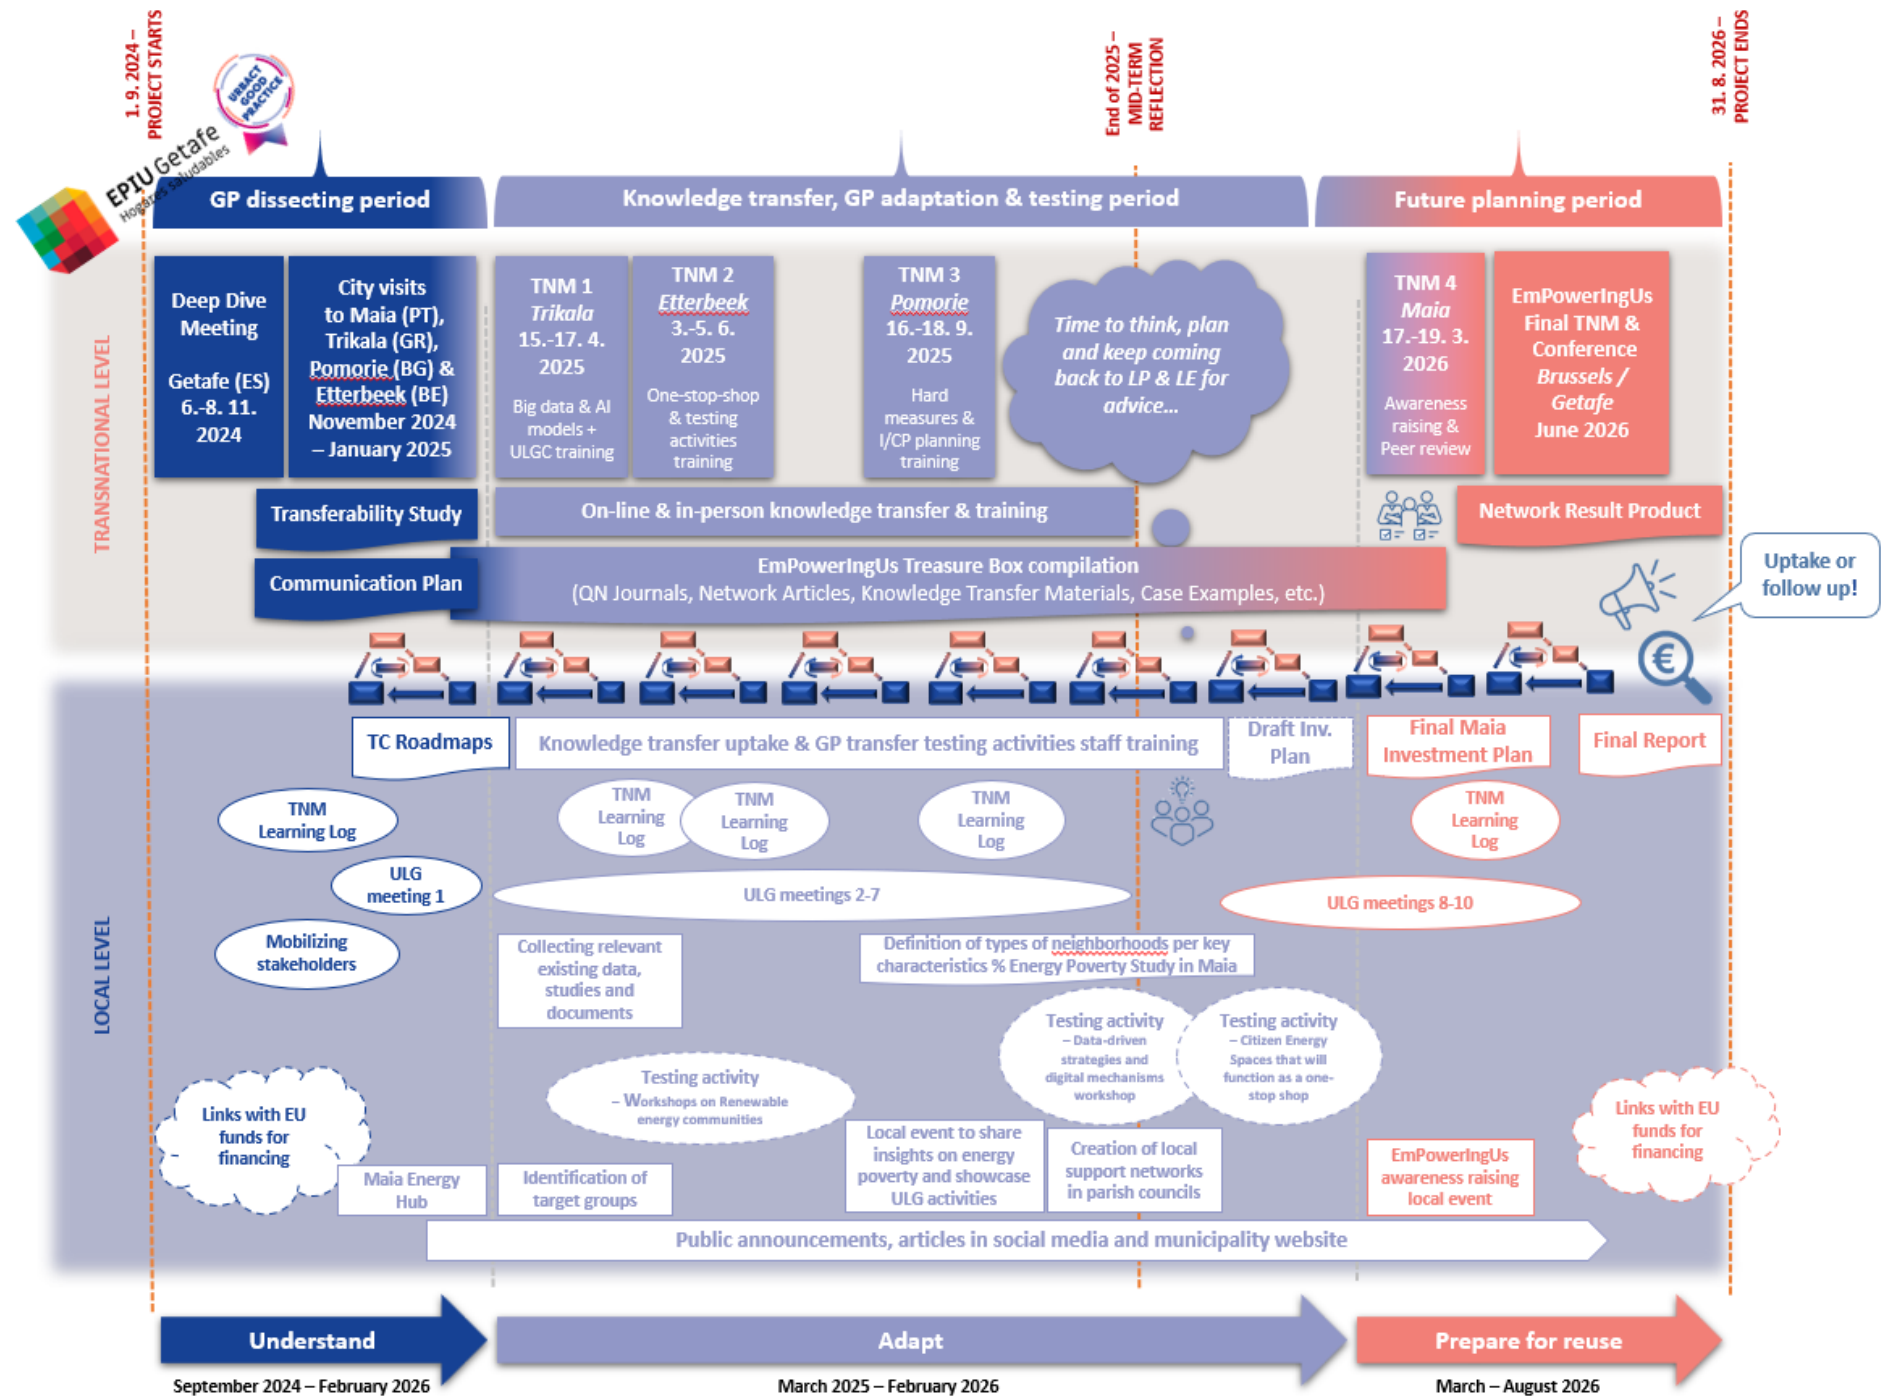 1. 9. 2024 –
PROJECT STARTS
End of 2025 –
MID-TERM
REFLECTION
31. 8. 2026 –
PROJECT ENDS
URBACT
GOOD
PRACTICE
EPIU Getafe
Hogares saludables
GP dissecting period
Knowledge transfer, GP adaptation & testing period
Future planning period
TRANSNATIONAL LEVEL
Deep Dive
Meeting
Getafe (ES)
6.-8. 11.
2024
City visits
to Maia (PT),
Trikala (GR),
Pomorie (BG) &
Etterbeek (BE)
November 2024
– January 2025
TNM 1
Trikala
15.-17. 4.
2025
Big data & AI
models +
ULGC training
TNM 2
Etterbeek
3.-5. 6.
2025
One-stop-shop
& testing
activities
training
TNM 3
Pomorie
16.-18. 9.
2025
Hard
measures &
I/CP planning
training
Time to think, plan
and keep coming
back to LP & LE for
advice...
TNM 4
Maia
17.-19. 3.
2026
Awareness
raising &
Peer review
EmPowerIngUs
Final TNM &
Conference
Brussels /
Getafe
June 2026
Transferability Study
On-line & in-person knowledge transfer & training
Network Result Product
Communication Plan
EmPowerIngUs Treasure Box compilation
(QN Journals, Network Articles, Knowledge Transfer Materials, Case Examples, etc.)
Uptake or
follow up!
€
LOCAL LEVEL
TC Roadmaps
Knowledge transfer uptake & GP transfer testing activities staff training
Draft Inv.
Plan
Final Maia
Investment Plan
Final Report
TNM
Learning Log
TNM
Learning
Log
TNM
Learning
Log
TNM
Learning
Log
TNM
Learning
Log
ULG
meeting 1
ULG meetings 2-7
ULG meetings 8-10
Mobilizing
stakeholders
Collecting relevant
existing data,
studies and
documents
Definition of types of neighborhoods per key
characteristics % Energy Poverty Study in Maia
Testing activity
– Data-driven
strategies and
digital mechanisms
workshop
Testing activity
– Citizen Energy
Spaces that will
function as a one-
stop shop
Testing activity
– Workshops on Renewable
energy communities
Links with EU
funds for
financing
Links with EU
funds for
financing
Maia Energy
Hub
Identification of
target groups
Local event to share
insights on energy
poverty and showcase
ULG activities
Creation of local
support networks
in parish councils
EmPowerIngUs
awareness raising
local event
Public announcements, articles in social media and municipality website
Understand
Adapt
Prepare for reuse
September 2024 – February 2026
March 2025 – February 2026
March – August 2026